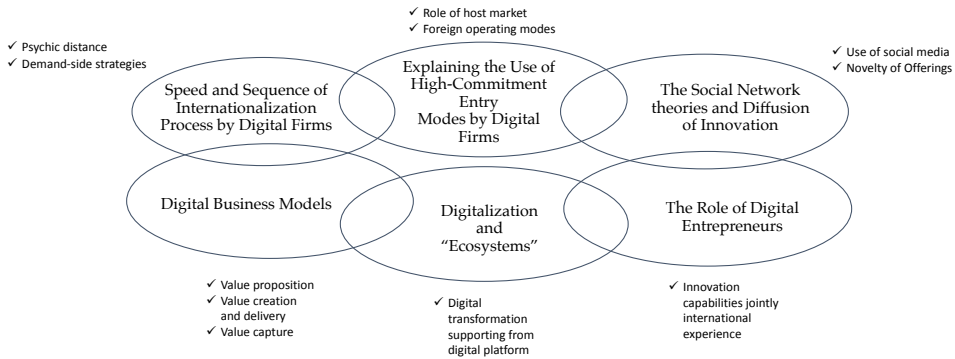 ✓ Role of host market
✓ Foreign operating modes
✓ Psychic distance
✓ Demand-side strategies
✓ Use of social media
✓ Novelty of Offerings
Speed and Sequence of
Internationalization
Process by Digital Firms
Explaining the Use of
High-Commitment
Entry
Modes by Digital
Firms
The Social Network
theories and Diffusion
of Innovation
Digital Business Models
Digitalization
and
“Ecosystems”
The Role of Digital
Entrepreneurs
✓ Value proposition
✓ Value creation
and delivery
✓ Value capture
✓ Digital
transformation
supporting from
digital platform
✓ Innovation
capabilities jointly
international
experience